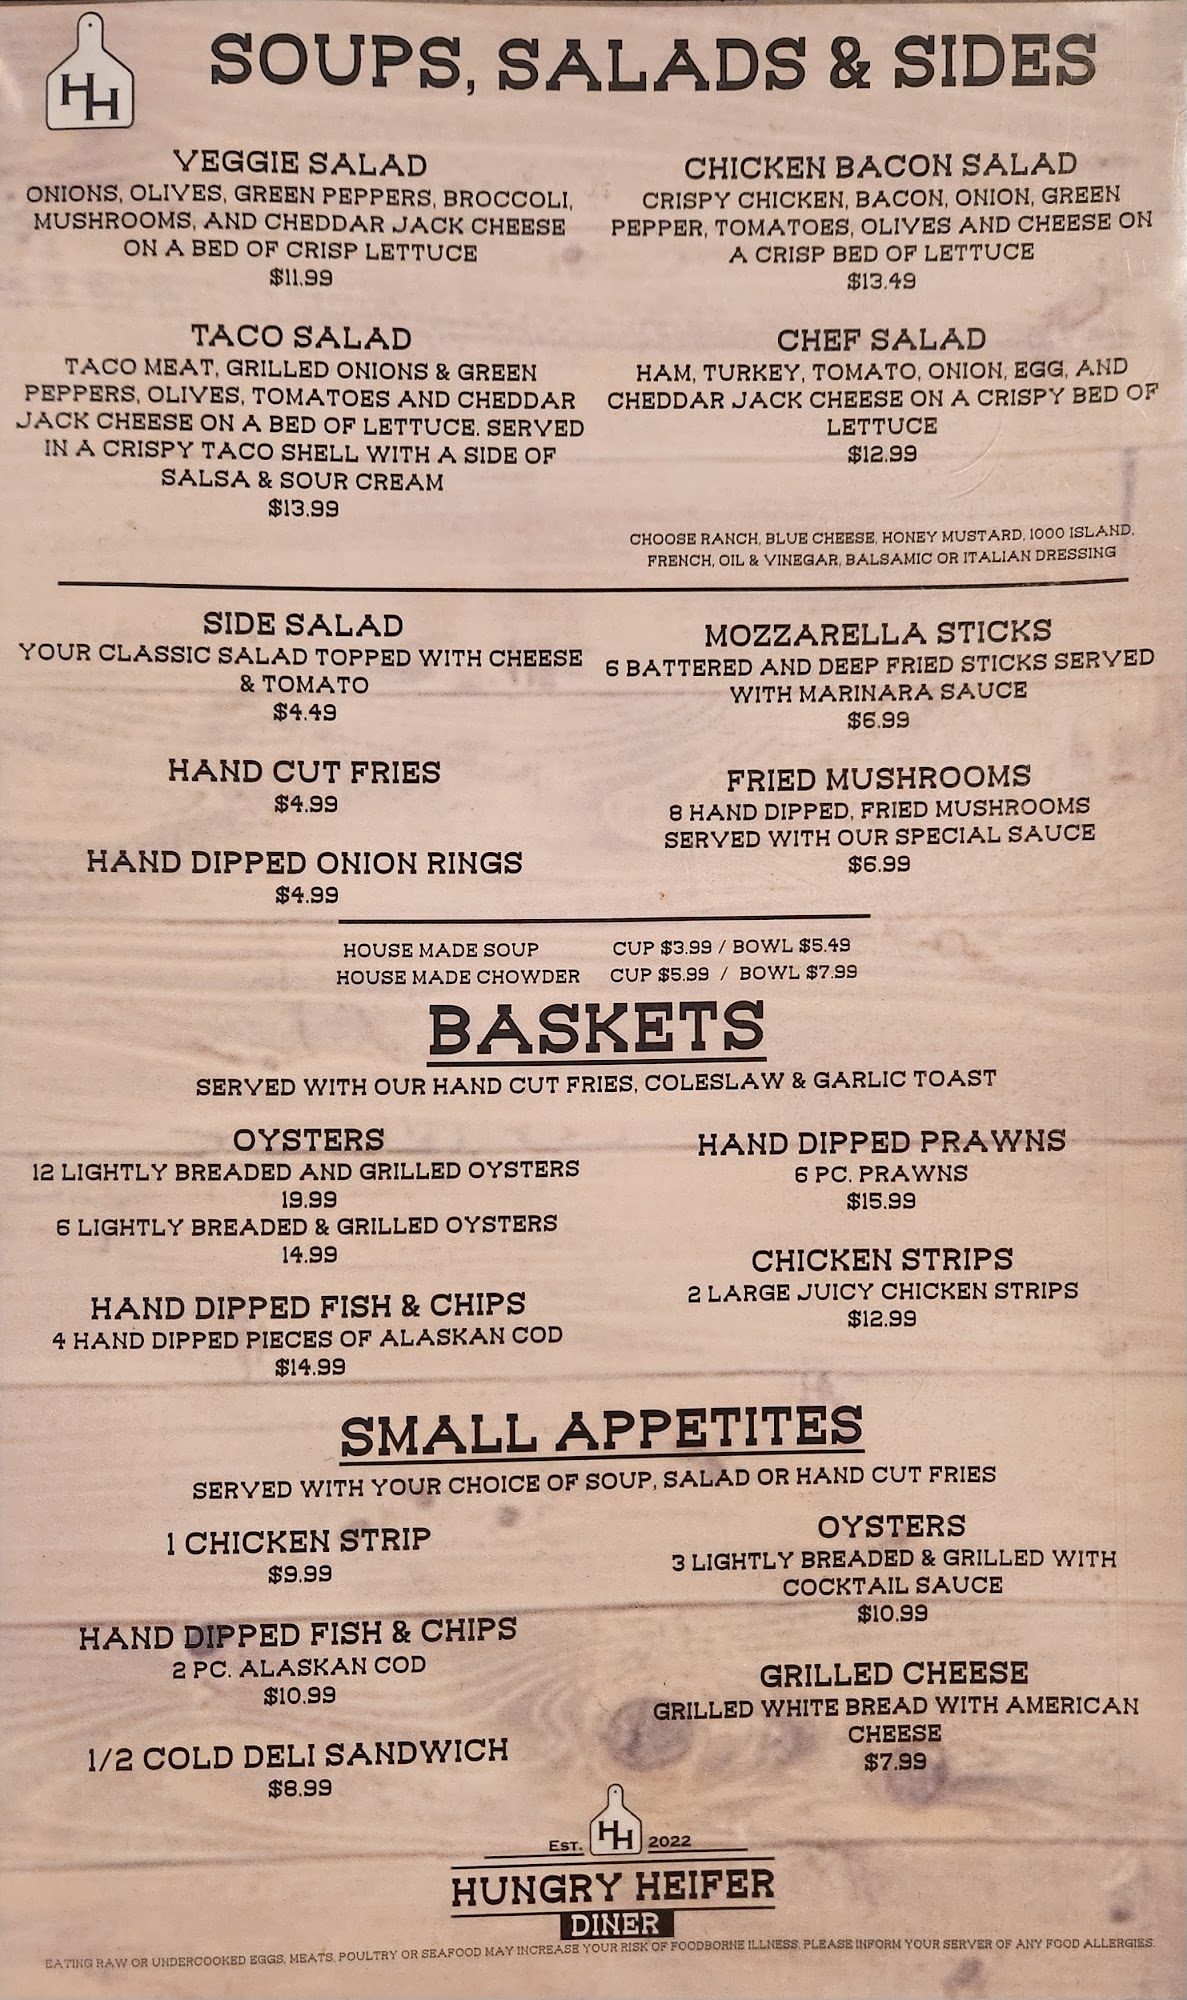 HH
SOUPS, SALADS & SIDES
VEGGIE SALAD
ONIONS, OLIVES, GREEN PEPPERS, BROCCOLI,
MUSHROOMS, AND CHEDDAR JACK CHEESE
ON A BED OF CRISP LETTUCE
$11.99
CHICKEN BACON SALAD
CRISPY CHICKEN, BACON, ONION, GREEN
PEPPER, TOMATOES, OLIVES AND CHEESE ON
A CRISP BED OF LETTUCE
$13.49
TACO SALAD
TACO MEAT, GRILLED ONIONS & GREEN
PEPPERS, OLIVES, TOMATOES AND CHEDDAR
JACK CHEESE ON A BED OF LETTUCE. SERVED
IN A CRISPY TACO SHELL WITH A SIDE OF
SALSA & SOUR CREAM
$13.99
CHEF SALAD
HAM, TURKEY, TOMATO, ONION, EGG, AND
CHEDDAR JACK CHEESE ON A CRISPY BED OF
LETTUCE
$12.99
CHOOSE RANCH, BLUE CHEESE, HONEY MUSTARD, 1000 ISLAND,
FRENCH, OIL & VINEGAR, BALSAMIC OR ITALIAN DRESSING
SIDE SALAD
YOUR CLASSIC SALAD TOPPED WITH CHEESE
& TOMATO
$4.49
HAND CUT FRIES
$4.99
HAND DIPPED ONION RINGS
$4.99
MOZZARELLA STICKS
6 BATTERED AND DEEP FRIED STICKS SERVED
WITH MARINARA SAUCE
$6.99
FRIED MUSHROOMS
8 HAND DIPPED, FRIED MUSHROOMS
SERVED WITH OUR SPECIAL SAUCE
$6.99
HOUSE MADE SOUP CUP $3.99 / BOWL $5.49
HOUSE MADE CHOWDER CUP $5.99 / BOWL $7.99
BASKETS
SERVED WITH OUR HAND CUT FRIES, COLESLAW & GARLIC TOAST
OYSTERS
12 LIGHTLY BREADED AND GRILLED OYSTERS
19.99
6 LIGHTLY BREADED & GRILLED OYSTERS
14.99
HAND DIPPED FISH & CHIPS
4 HAND DIPPED PIECES OF ALASKAN COD
$14.99
HAND DIPPED PRAWNS
6 PC. PRAWNS
$15.99
CHICKEN STRIPS
2 LARGE JUICY CHICKEN STRIPS
$12.99
SMALL APPETITES
SERVED WITH YOUR CHOICE OF SOUP, SALAD OR HAND CUT FRIES
1 CHICKEN STRIP
$9.99
HAND DIPPED FISH & CHIPS
2 PC. ALASKAN COD
$10.99
1/2 COLD DELI SANDWICH
$8.99
OYSTERS
3 LIGHTLY BREADED & GRILLED WITH
COCKTAIL SAUCE
$10.99
GRILLED CHEESE
GRILLED WHITE BREAD WITH AMERICAN
CHEESE
$7.99
EST. HH 2022
HUNGRY HEIFER
DINER
EATING RAW OR UNDERCOOKED EGGS, MEATS, POULTRY OR SEAFOOD MAY INCREASE YOUR RISK OF FOODBORNE ILLNESS. PLEASE INFORM YOUR SERVER OF ANY FOOD ALLERGIES.